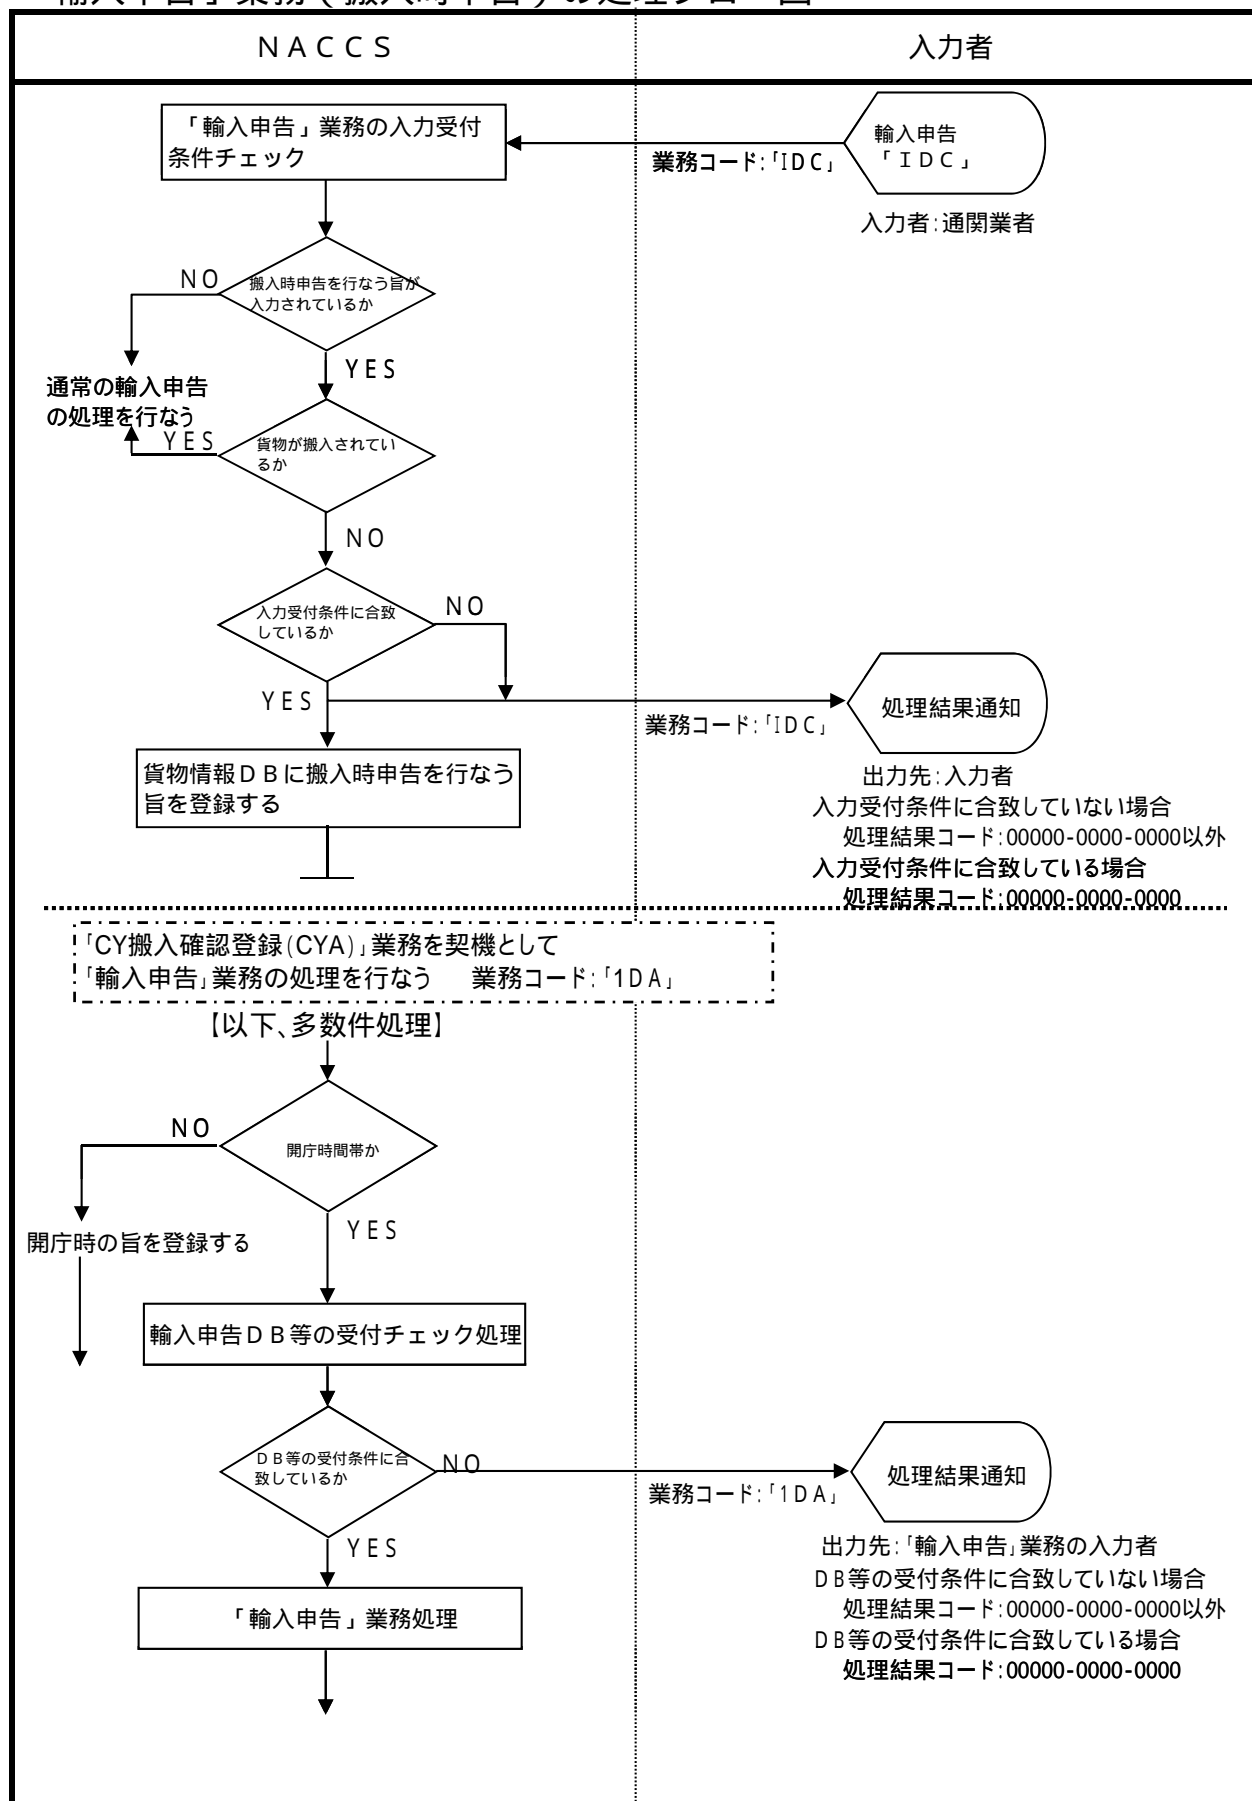 ＮＡＣＣＳ
入力者
「輸入申告」業務の入力受付
条件チェック
業務コード:「IDC」
輸入申告
「ＩＤＣ」
入力者:通関業者
NO
搬入時申告を行なう旨が
入力されているか
YES
通常の輸入申告
の処理を行なう
YES
貨物が搬入されてい
るか
NO
入力受付条件に合致
しているか
NO
YES
業務コード:「IDC」
処理結果通知
貨物情報ＤＢに搬入時申告を行なう
旨を登録する
出力先:入力者
入力受付条件に合致していない場合
処理結果コード:00000-0000-0000以外
入力受付条件に合致している場合
処理結果コード:00000-0000-0000
「CY搬入確認登録(CYA)」業務を契機として
「輸入申告」業務の処理を行なう　　業務コード:「1DA」
【以下、多数件処理】
NO
開庁時間帯か
YES
開庁時の旨を登録する
輸入申告ＤＢ等の受付チェック処理
ＤＢ等の受付条件に合
致しているか
NO
業務コード:「1DA」
処理結果通知
YES
出力先:「輸入申告」業務の入力者
DB等の受付条件に合致していない場合
処理結果コード:00000-0000-0000以外
DB等の受付条件に合致している場合
処理結果コード:00000-0000-0000
「輸入申告」業務処理